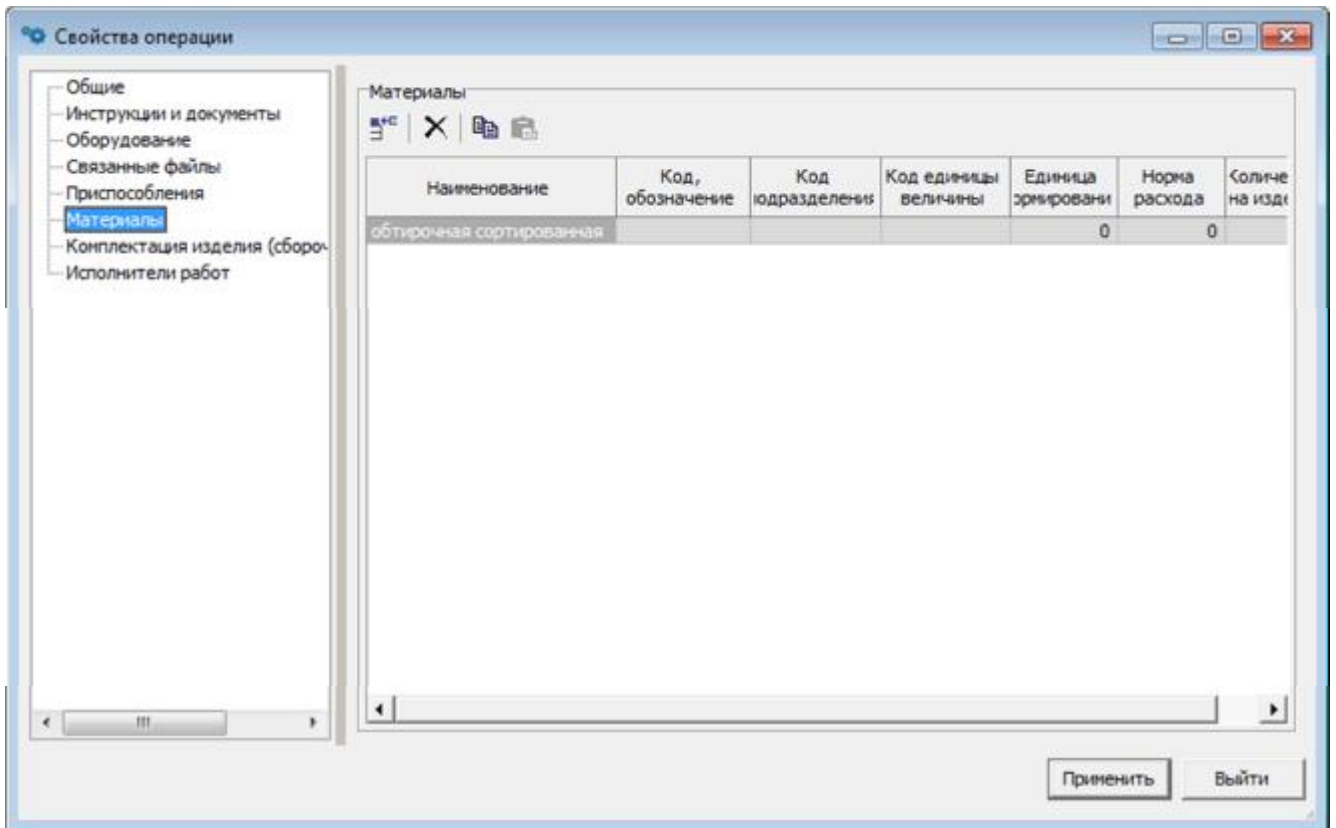 Свойства операции
Общие
Инструкции и документы
Оборудование
Связанные файлы
Приспособления
Материалы
Комплектация изделия (сбороч
Исполнители работ
Материалы
Наименование
Код,
обозначение
Код
юдразделения
Код единицы
величины
Единица
ормировани
Норма
расхода
Количе
на изде
обтирочная сортированная
0
0
Применить
Выйти